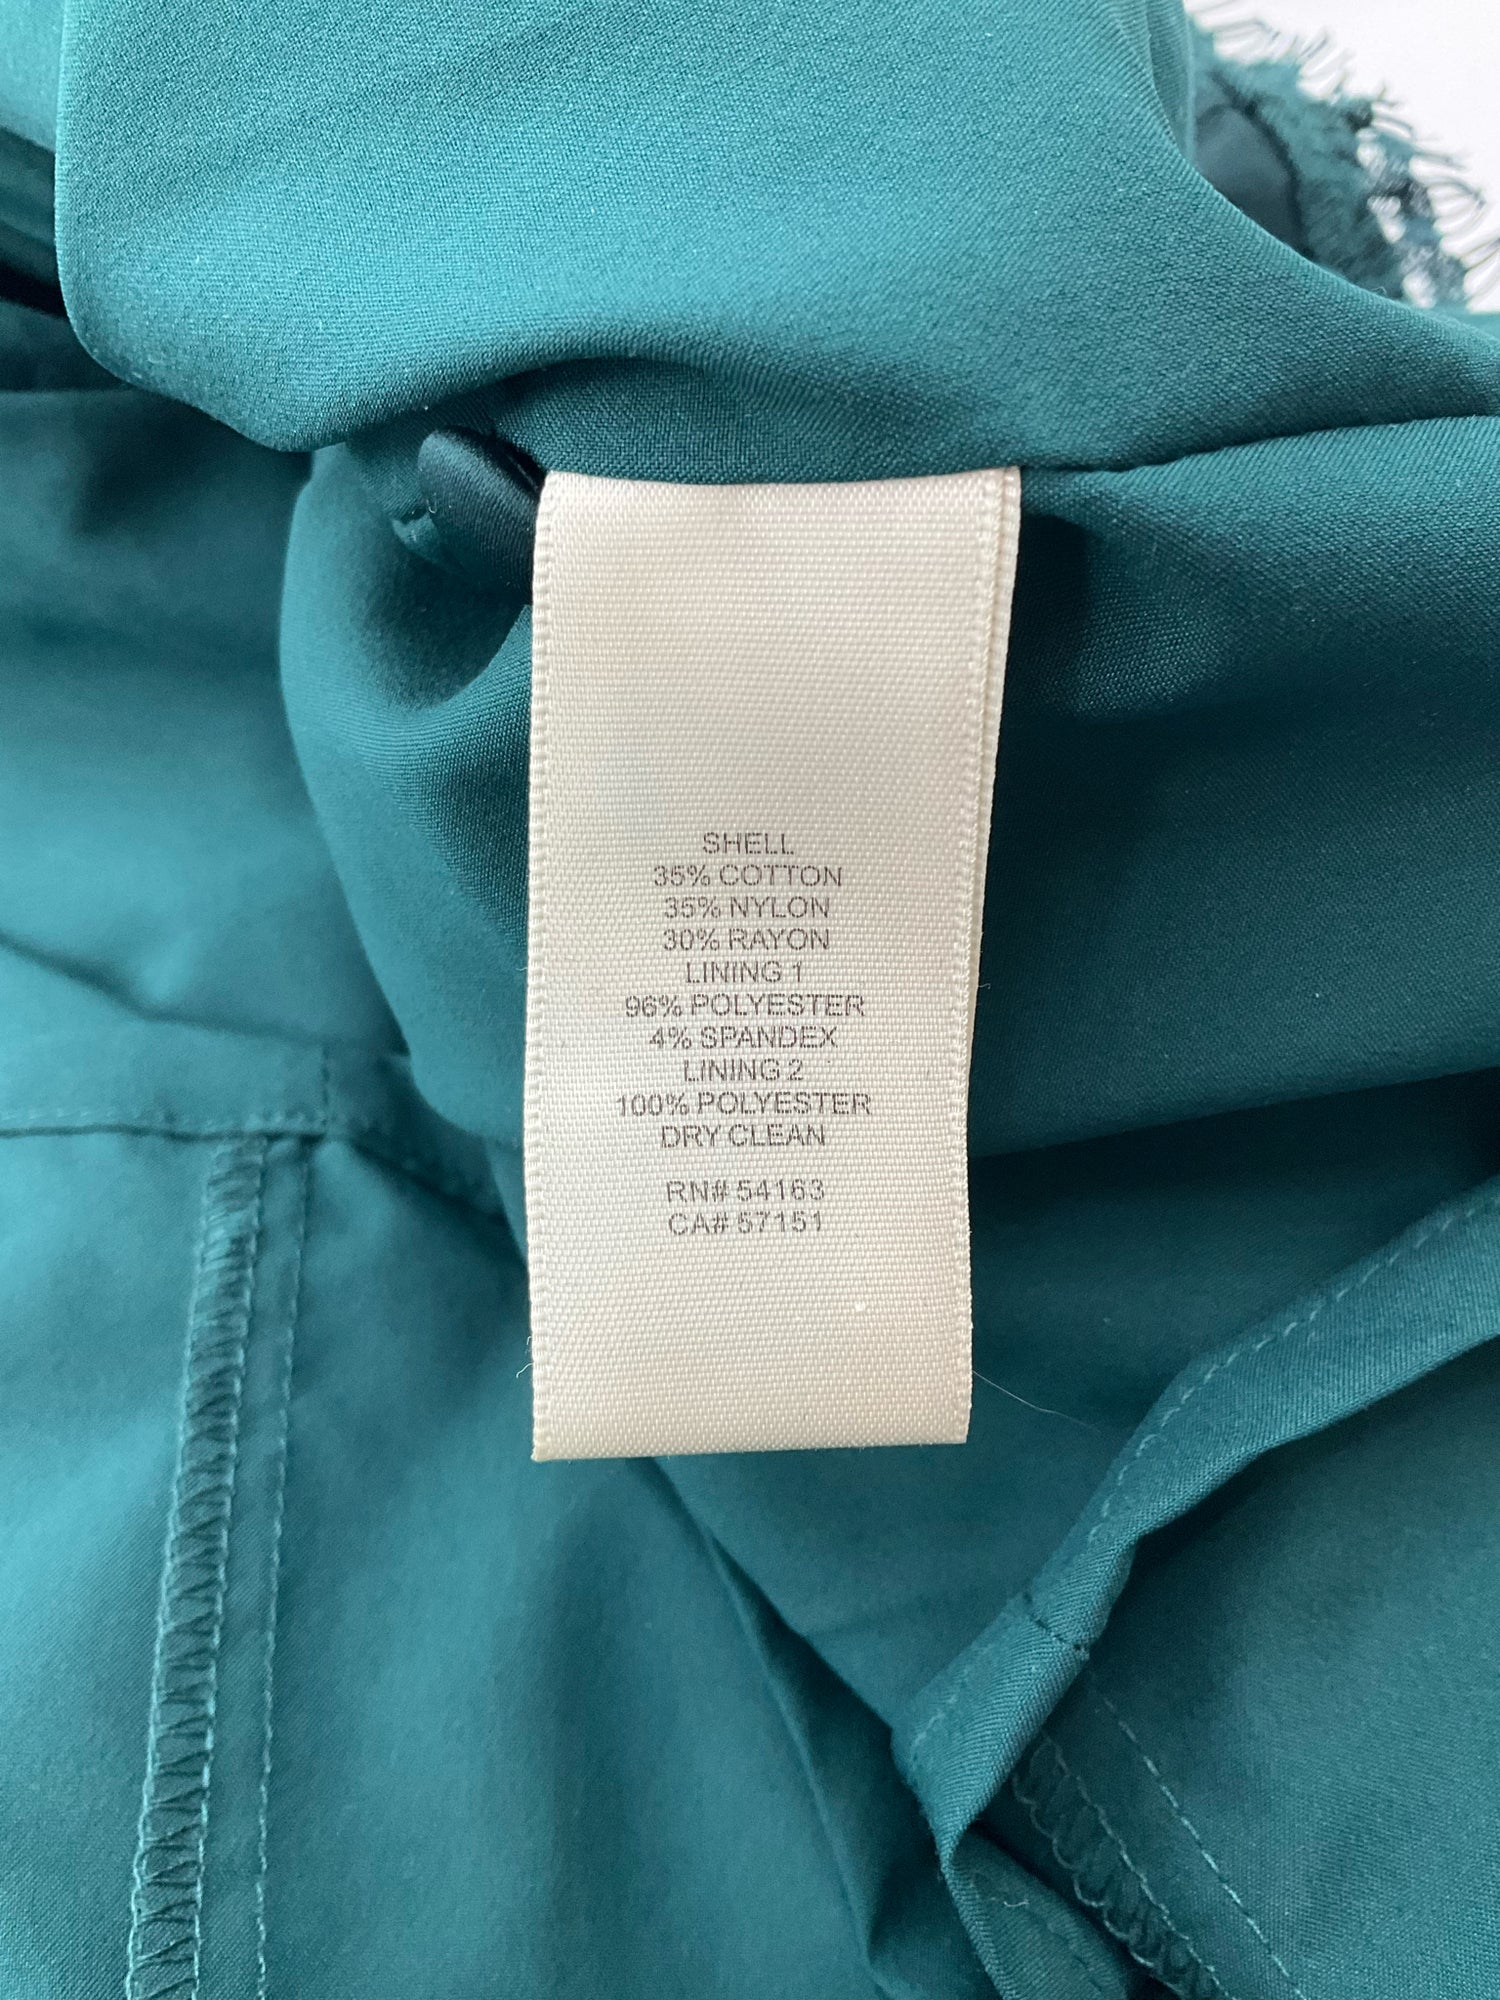 SHELL
35% COTTON
35% NYLON
30% RAYON
LINING 1
96% POLYESTER
4% SPANDEX
LINING 2
100% POLYESTER
DRY CLEAN
RN# 54163
CA# 57151